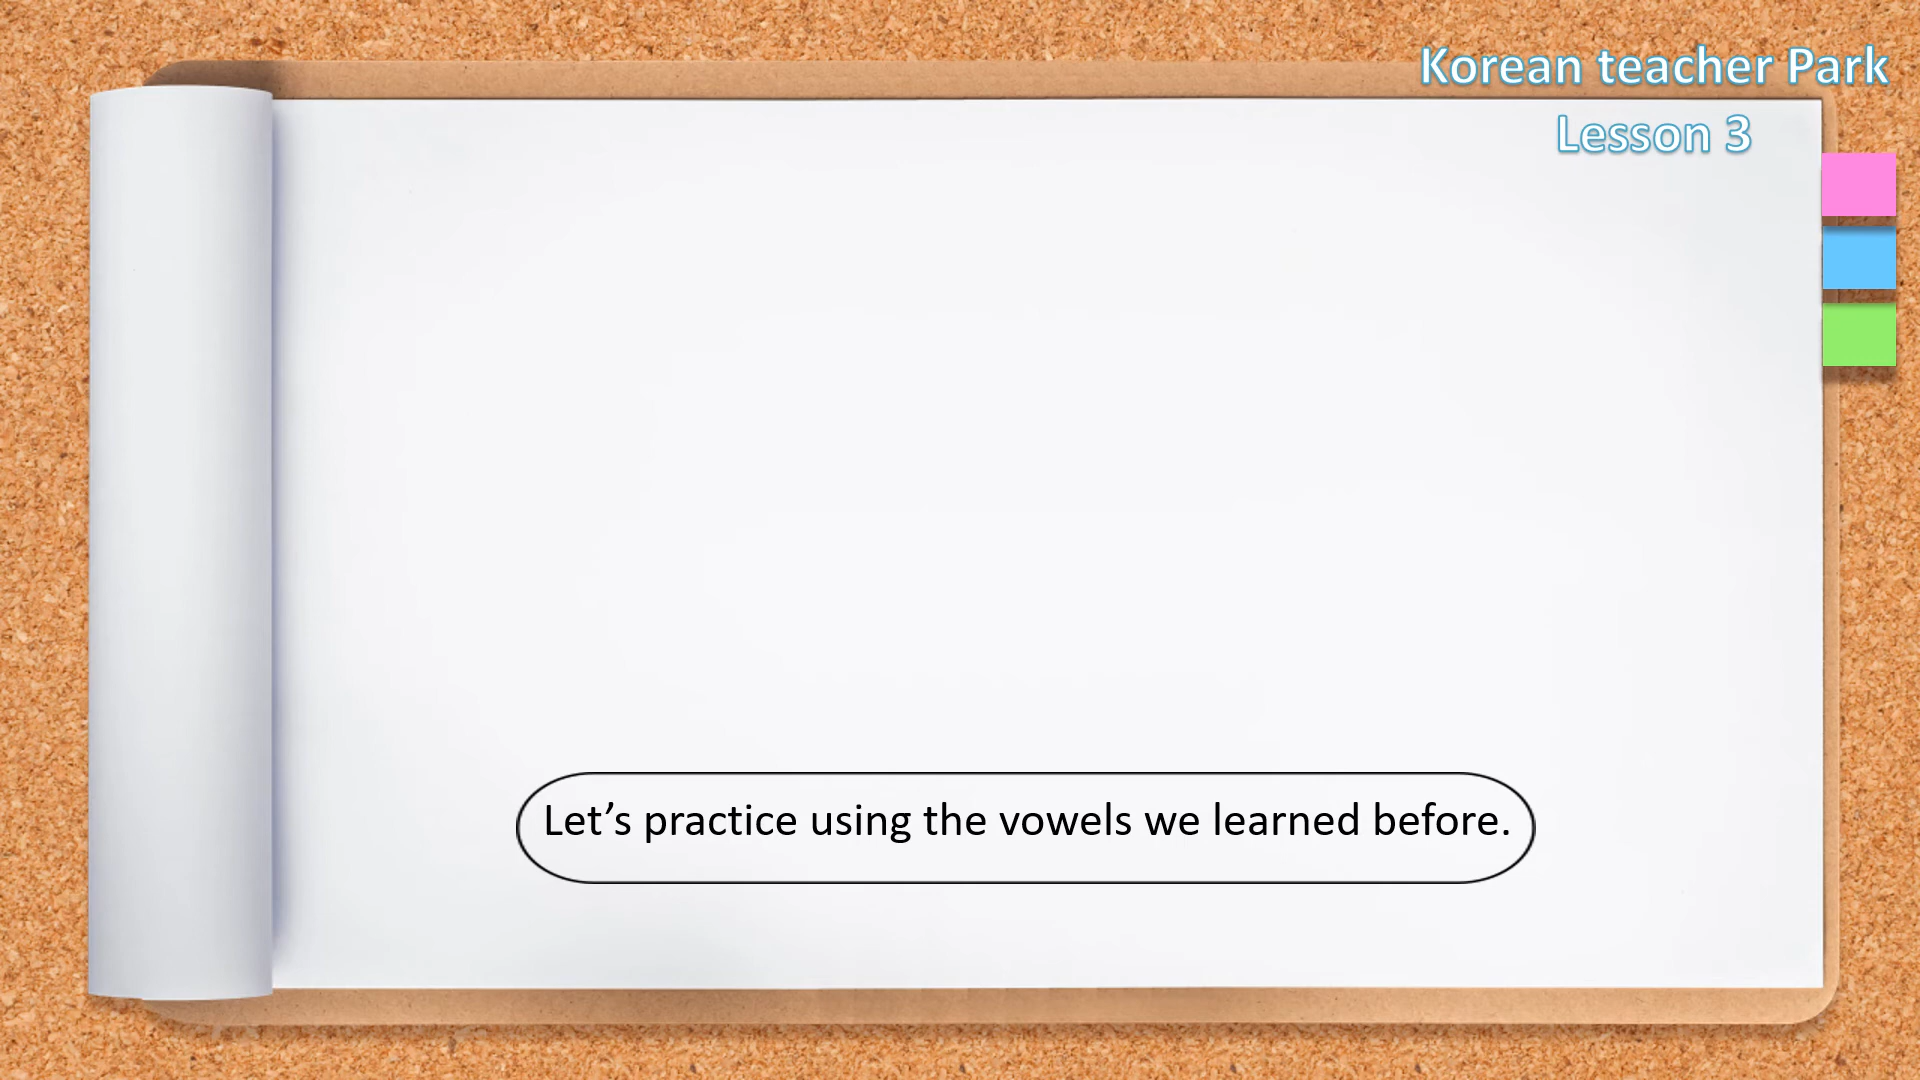 Korean teacher Park
Lesson 3
Let’s practice using the vowels we learned before.